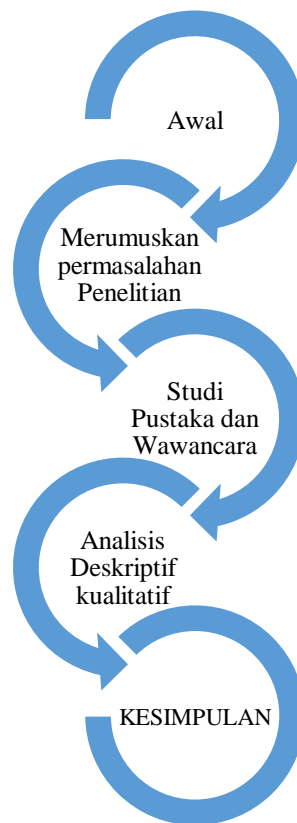 Awal
Merumuskan
permasalahan
Penelitian
Studi
Pustaka dan
Wawancara
Analisis
Deskriptif
kualitatif
KESIMPULAN